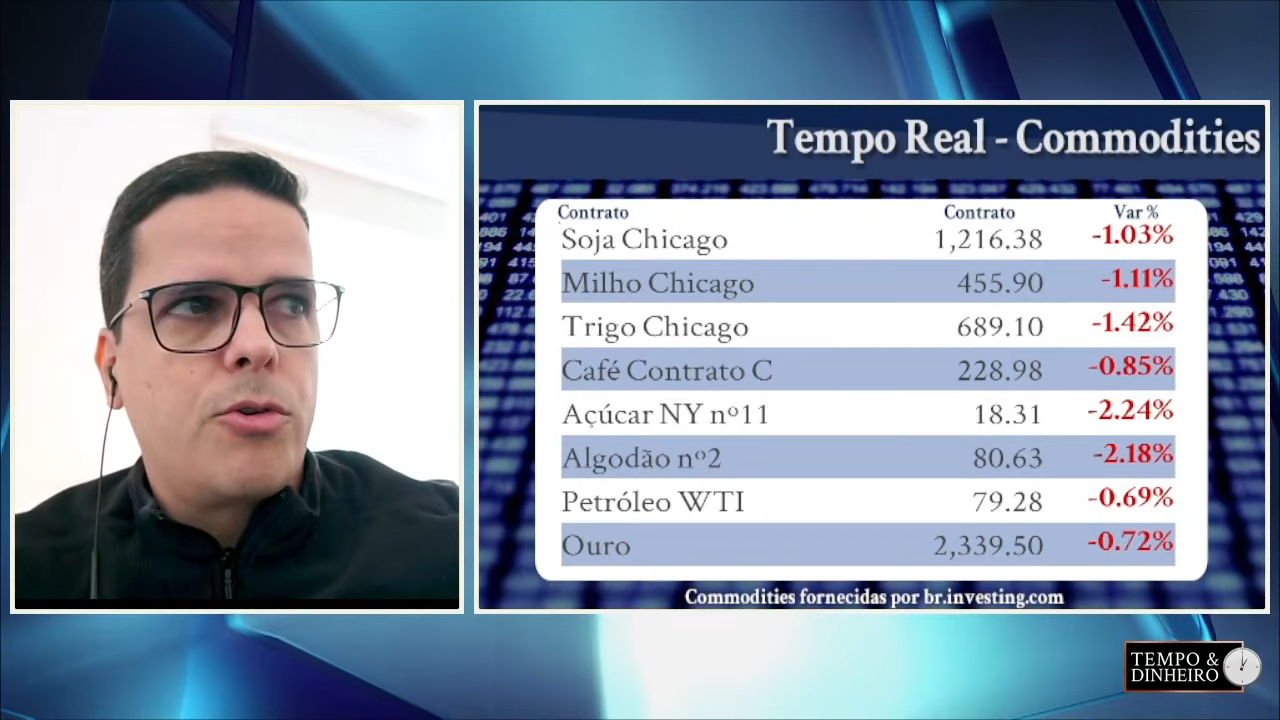 Tempo Real - Commodities
Contrato Contrato Var %
Soja Chicago 1,216.38 -1.03%
Milho Chicago 455.90 -1.11%
Trigo Chicago 689.10 -1.42%
Café Contrato C 228.98 -0.85%
Açúcar NY nº11 18.31 -2.24%
Algodão nº2 80.63 -2.18%
Petróleo WTI 79.28 -0.69%
Ouro 2,339.50 -0.72%
Commodities fornecidas por br.investing.com
TEMPO &
DINHEIRO